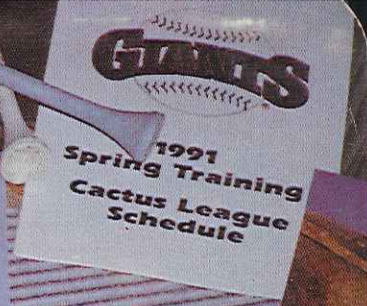 GIANTS
1991
Spring Training
Cactus League
Schedule